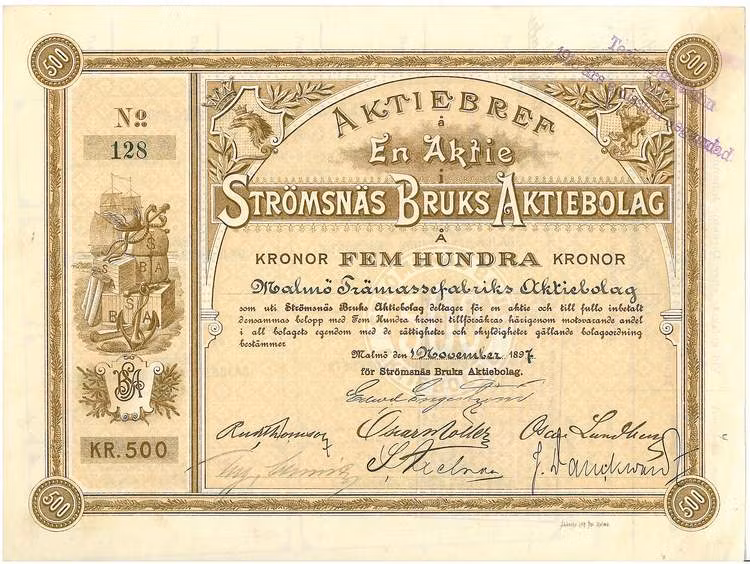 500
500
No
128
S
B
A
S
B A
B A
SBA
KR. 500
AKTIEBREF
å
En Aktie
i
STRÖMSNÄS BRUKS AKTIEBOLAG
Å
KRONOR FEM HUNDRA KRONOR
Malmö Trämassefabriks Aktiebolag
som uti Strömsnäs Bruks Aktiebolag deltager för en aktie och till fullo inbetalt
densammas belopp med Fem Hundra kronor tillförsäkras härigenom motsvarande andel
i all bolagets egendom med de rättigheter och skyldigheter gällande bolagsordning
bestämmer
Malmö den 1 November 1897
för Strömsnäs Bruks Aktiebolag.
Oscar
Oscar
500
500